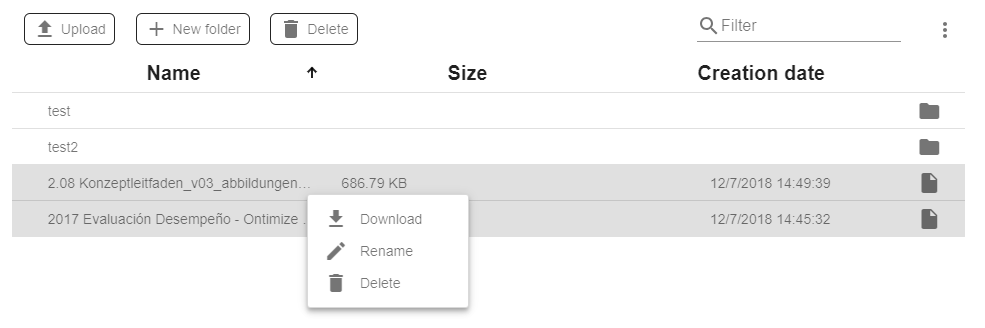 Upload New folder Delete Filter
Name Size Creation date
test
test2
2.08 Konzeptleitfaden_v03_abbildungen... 686.79 KB 12/7/2018 14:49:39
2017 Evaluación Desempeño - Ontimize ... 12/7/2018 14:45:32
Download
Rename
Delete